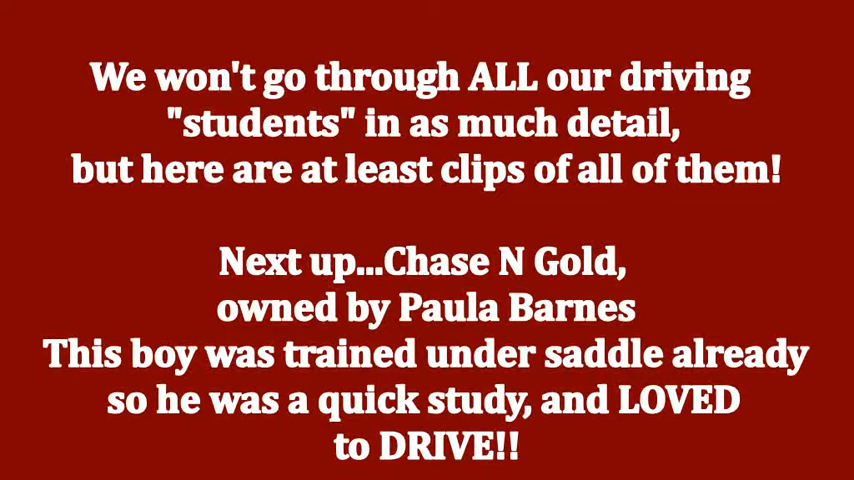 We won't go through ALL our driving
"students" in as much detail,
but here are at least clips of all of them!
Next up...Chase N Gold,
owned by Paula Barnes
This boy was trained under saddle already
so he was a quick study, and LOVED
to DRIVE!!